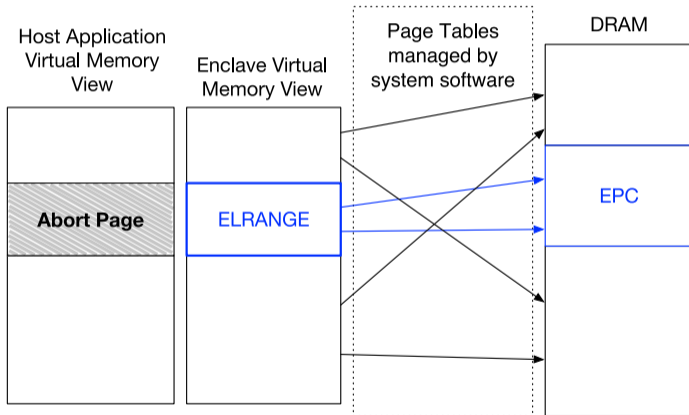 Host Application
Virtual Memory
View
Enclave Virtual
Memory View
Page Tables
managed by
system software
DRAM
Abort Page
ELRANGE
EPC